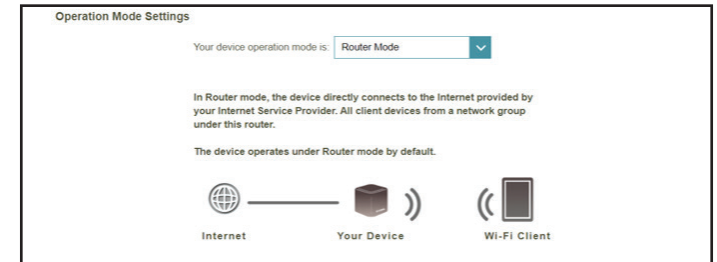 Operation Mode Settings
Your device operation mode is: Router Mode
In Router mode, the device directly connects to the Internet provided by
your Internet Service Provider. All client devices from a network group
under this router.
The device operates under Router mode by default.
Internet Your Device Wi-Fi Client